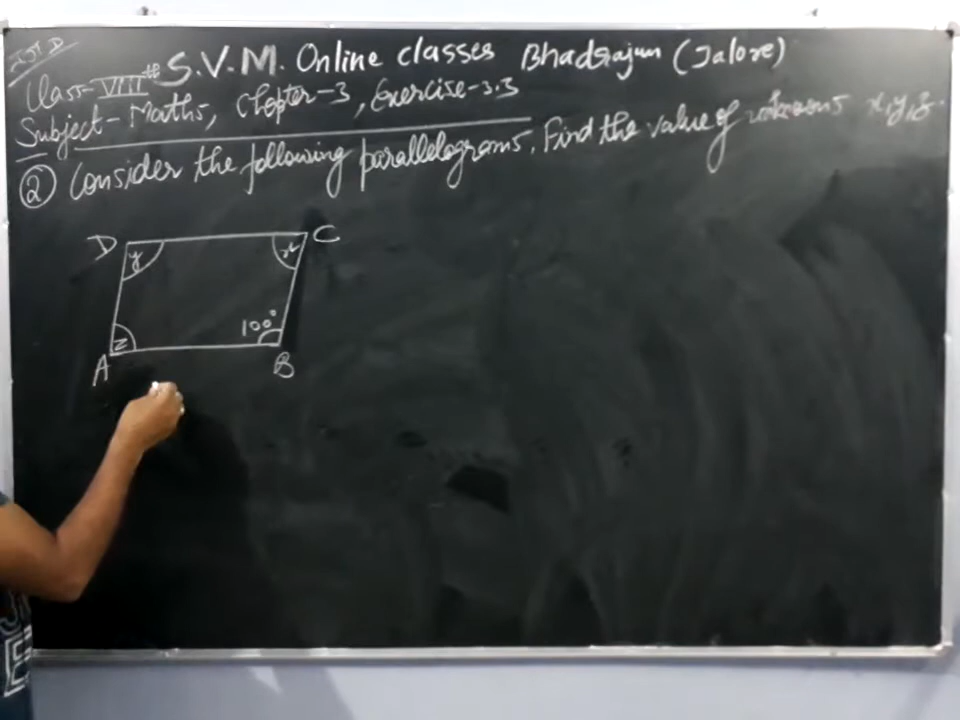 Class-VIII th S.V.M. Online classes Bhadrajun (Jalore)
Subject-Maths, Chapter-3, Exercise-3.3
② Consider the following parallelograms. Find the value of unknowns x, y, z.
D C
y x
100°
z
A B